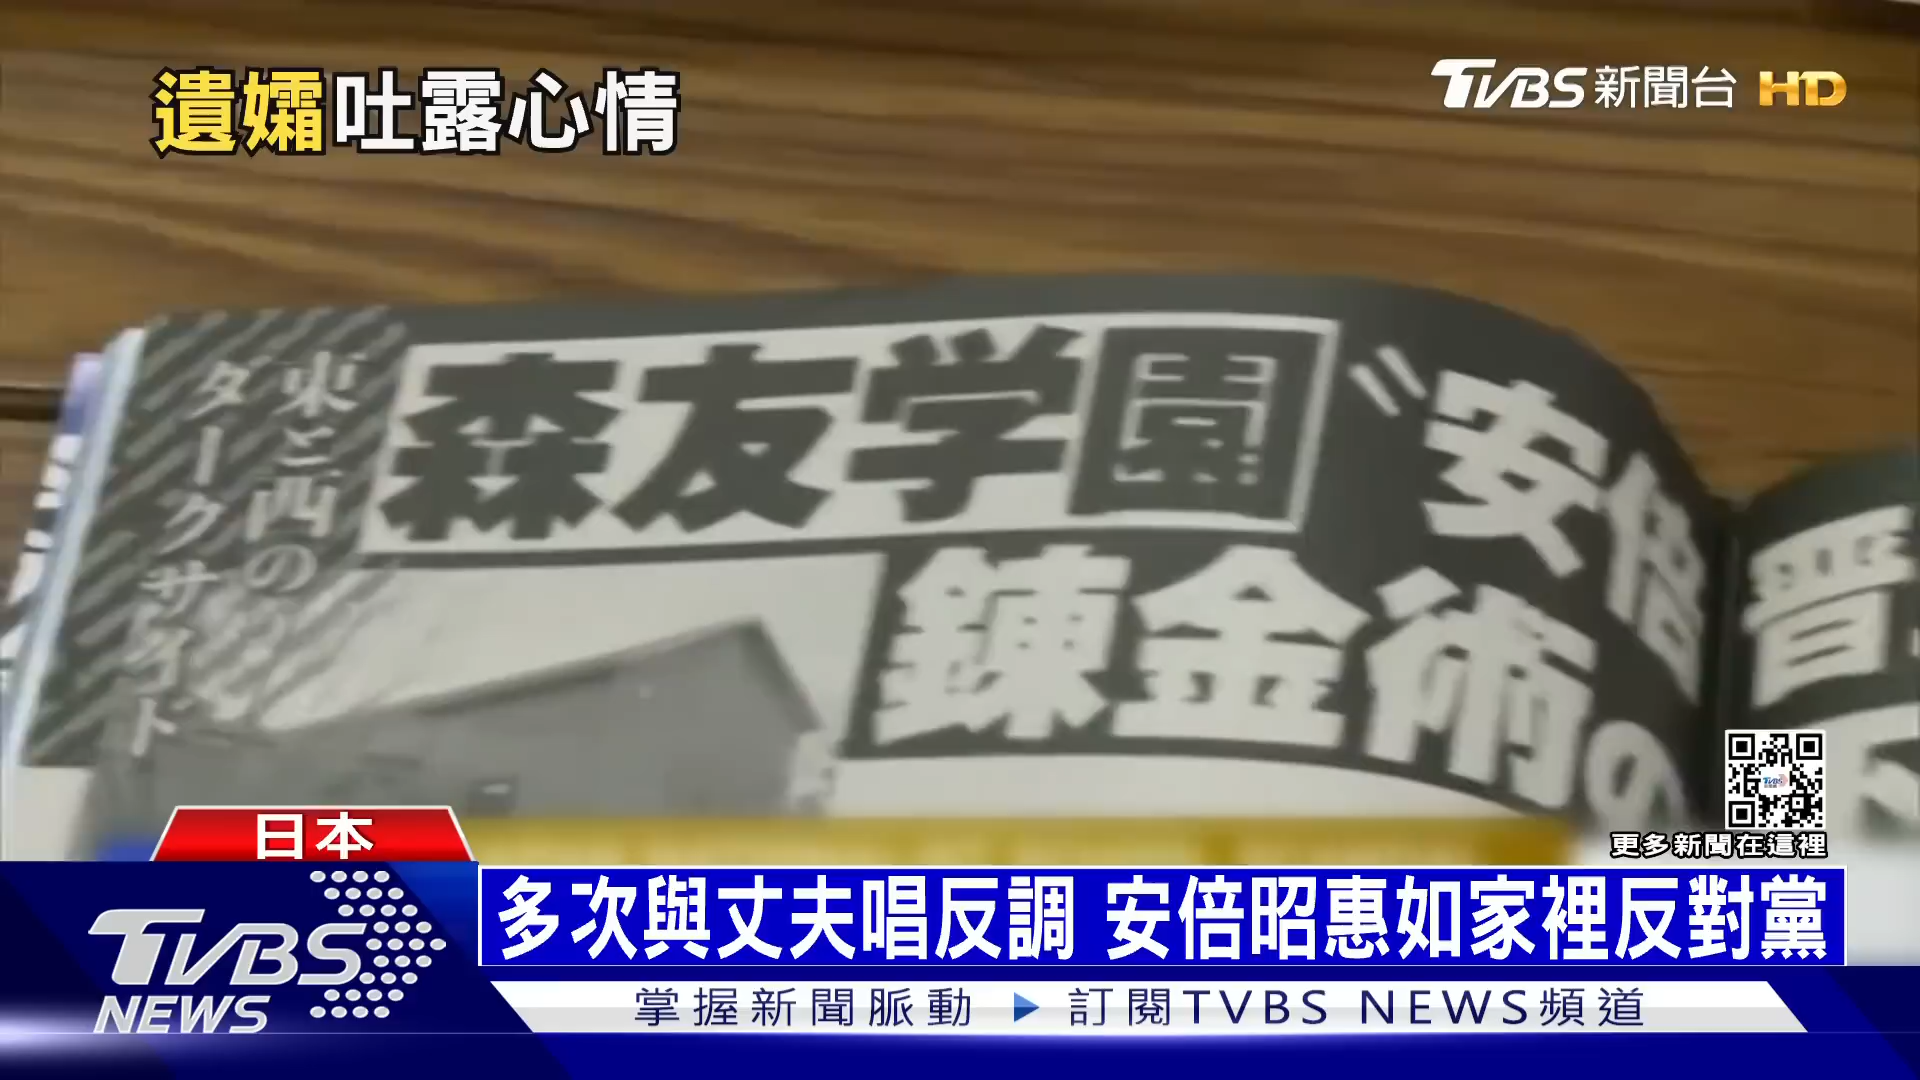 遺孀吐露心情
TVBS新聞台 HD
東と西の
ダークサイド
森友学園
〝安倍晋
錬金術の
更多新聞在這裡
日本
多次與丈夫唱反調 安倍昭惠如家裡反對黨
TVBS
NEWS
掌握新聞脈動 ▶ 訂閱TVBS NEWS頻道